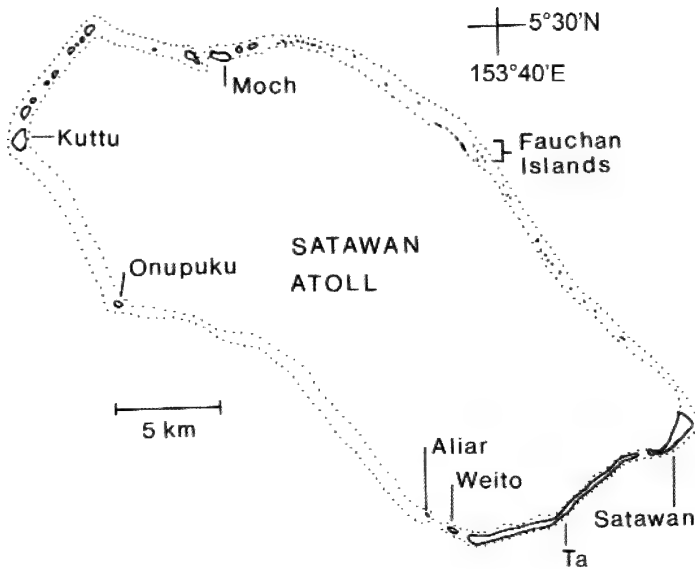 5°30'N
153°40'E
Moch
Kuttu
Fauchan
Islands
SATAWAN
ATOLL
Onupuku
5 km
Aliar
Weito
Satawan
Ta